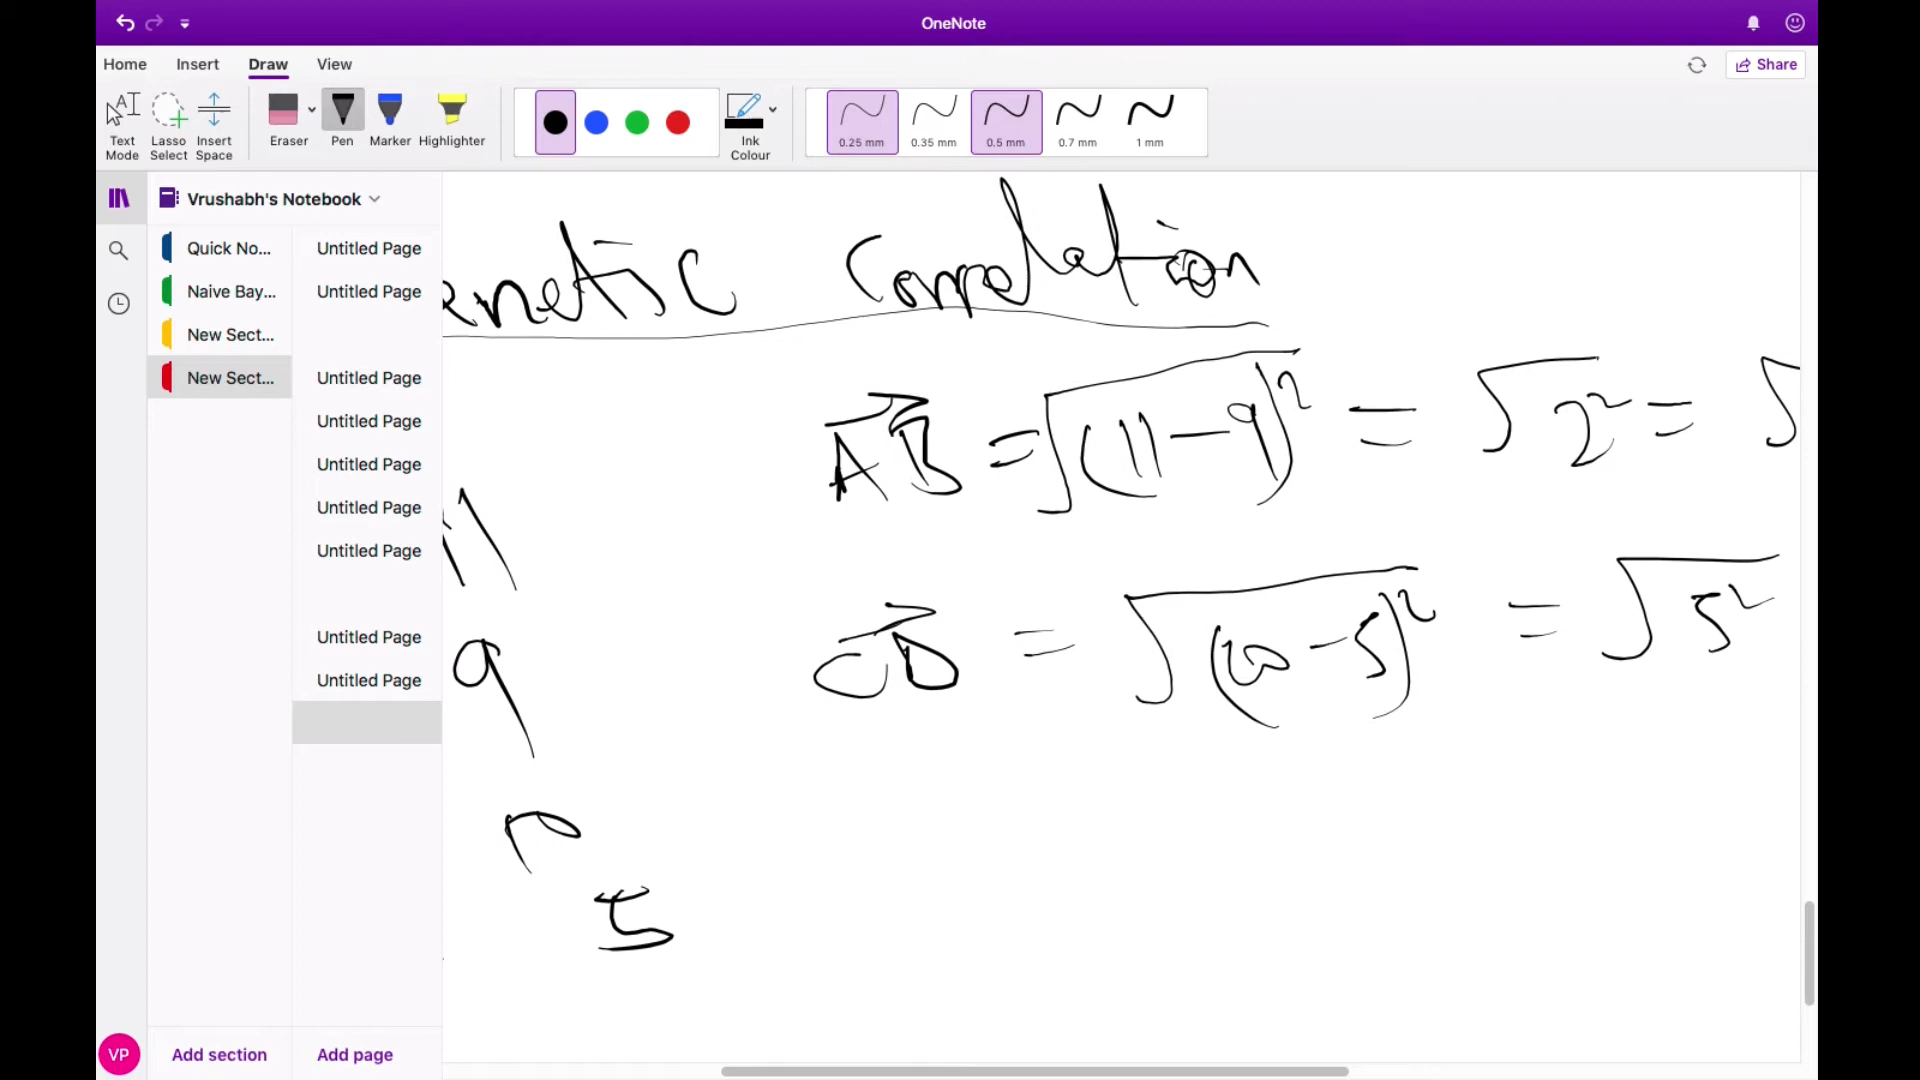 OneNote
Home Insert Draw View
Share
Text Mode
Lasso Select
Insert Space
Eraser
Pen
Marker
Highlighter
Ink Colour
0.25 mm
0.35 mm
0.5 mm
0.7 mm
1 mm
Vrushabh's Notebook
Quick No...
Naive Bay...
New Sect...
New Sect...
Untitled Page
Untitled Page
Untitled Page
Untitled Page
Untitled Page
Untitled Page
Untitled Page
Untitled Page
Untitled Page
enetic Correlation
AB = √(11-9)² = √2² = √
CD = √(10-5)² = √5²
11
9
5
VP
Add section
Add page